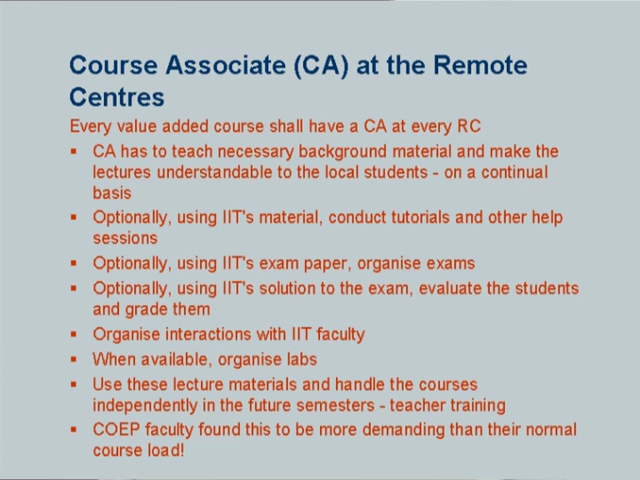 Course Associate (CA) at the Remote
Centres
Every value added course shall have a CA at every RC
▪ CA has to teach necessary background material and make the
lectures understandable to the local students - on a continual
basis
▪ Optionally, using IIT's material, conduct tutorials and other help
sessions
▪ Optionally, using IIT's exam paper, organise exams
▪ Optionally, using IIT's solution to the exam, evaluate the students
and grade them
▪ Organise interactions with IIT faculty
▪ When available, organise labs
▪ Use these lecture materials and handle the courses
independently in the future semesters - teacher training
▪ COEP faculty found this to be more demanding than their normal
course load!